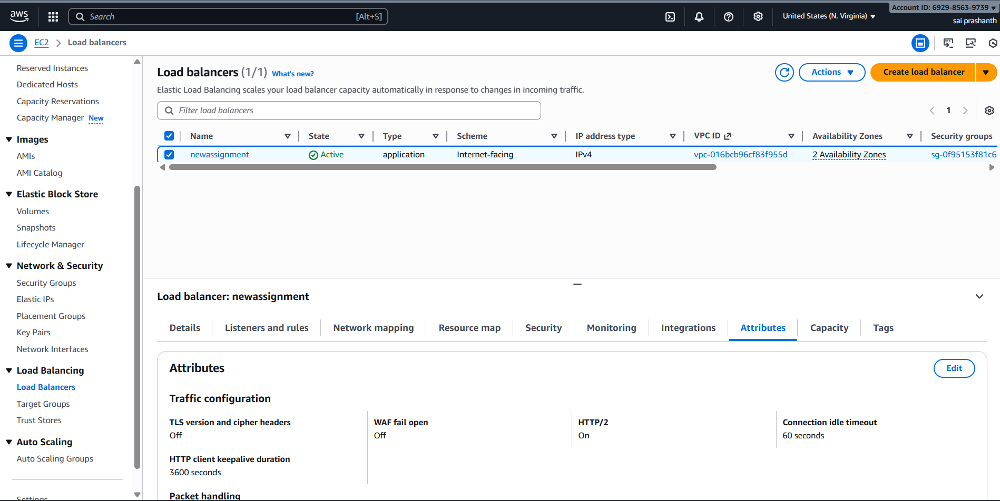 aws
Search [Alt+S]
United States (N. Virginia)
Account ID: 6929-8563-9739
sai prashanth
EC2 Load balancers
Reserved Instances
Dedicated Hosts
Capacity Reservations
Capacity Manager New
Images
AMIs
AMI Catalog
Elastic Block Store
Volumes
Snapshots
Lifecycle Manager
Network & Security
Security Groups
Elastic IPs
Placement Groups
Key Pairs
Network Interfaces
Load Balancing
Load Balancers
Target Groups
Trust Stores
Auto Scaling
Auto Scaling Groups
Settings
Load balancers (1/1) What's new?
Actions
Create load balancer
Elastic Load Balancing scales your load balancer capacity automatically in response to changes in incoming traffic.
Filter load balancers
1
Name State Type Scheme IP address type VPC ID Availability Zones Security groups
newassignment Active application Internet-facing IPv4 vpc-016bcb96cf83f955d 2 Availability Zones
Load balancer: newassignment
Details Listeners and rules Network mapping Resource map Security Monitoring Integrations Attributes Capacity Tags
Attributes
Edit
Traffic configuration
TLS version and cipher headers WAF fail open HTTP/2 Connection idle timeout
Off Off On 60 seconds
HTTP client keepalive duration
3600 seconds
Packet handling